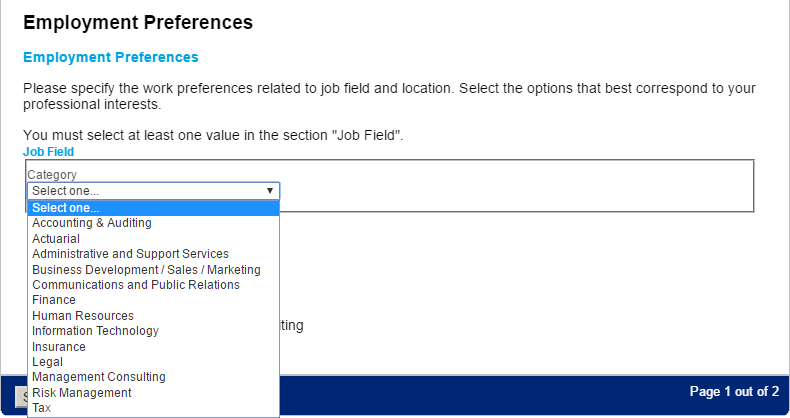 Employment Preferences
Employment Preferences
Please specify the work preferences related to job field and location. Select the options that best correspond to your
professional interests.
You must select at least one value in the section "Job Field".
Job Field
Category
Select one...
Select one...
Accounting & Auditing
Actuarial
Administrative and Support Services
Business Development / Sales / Marketing
Communications and Public Relations
Finance
Human Resources
Information Technology
Insurance
Legal
Management Consulting
Risk Management
Tax
Page 1 out of 2